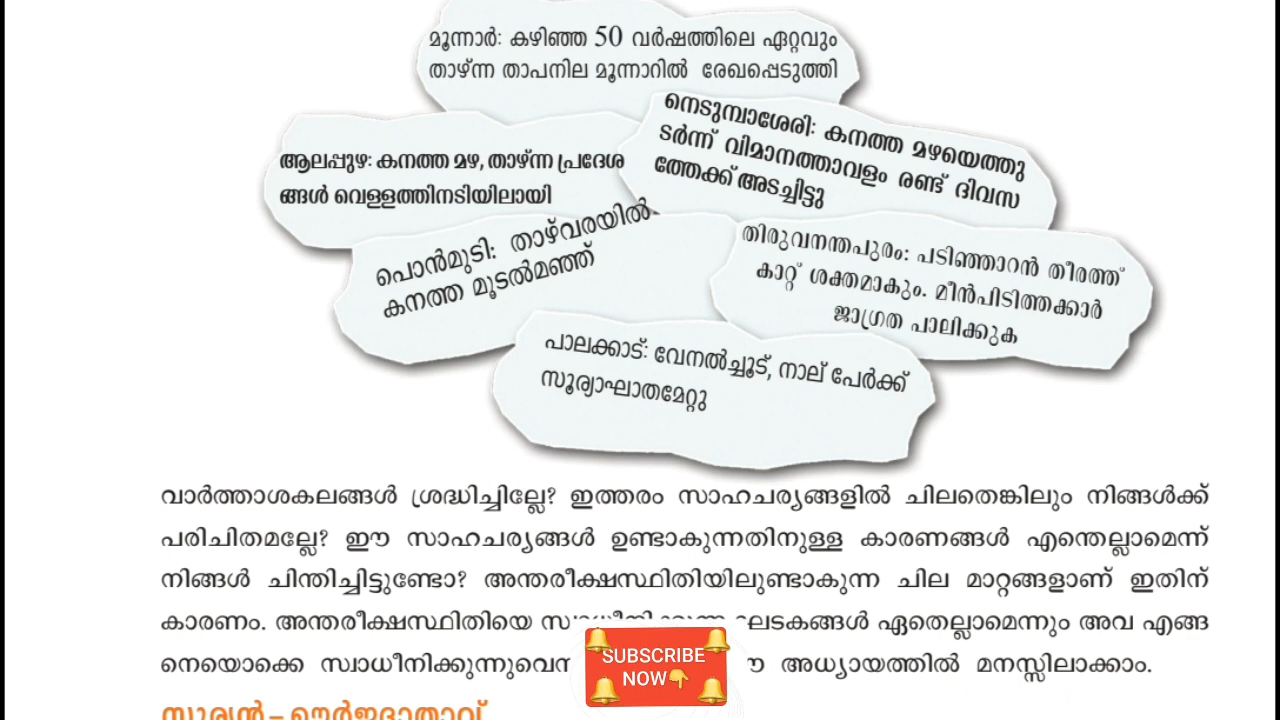 മൂന്നാർ: കഴിഞ്ഞ 50 വർഷത്തിലെ ഏറ്റവും
താഴ്ന്ന താപനില മൂന്നാറിൽ രേഖപ്പെടുത്തി
നെടുമ്പാശേരി: കനത്ത മഴയെത്തു
ടർന്ന് വിമാനത്താവളം രണ്ട് ദിവസ
ത്തേക്ക് അടച്ചിട്ടു
ആലപ്പുഴ: കനത്ത മഴ, താഴ്ന്ന പ്രദേശ
ങ്ങൾ വെള്ളത്തിനടിയിലായി
പൊൻമുടി: താഴ്‌വരയിൽ
കനത്ത മൂടൽമഞ്ഞ്
തിരുവനന്തപുരം: പടിഞ്ഞാറൻ തീരത്ത്
കാറ്റ് ശക്തമാകും. മീൻപിടിത്തക്കാർ
ജാഗ്രത പാലിക്കുക
പാലക്കാട്: വേനൽച്ചൂട്, നാല് പേർക്ക്
സൂര്യാഘാതമേറ്റു
വാർത്താശകലങ്ങൾ ശ്രദ്ധിച്ചില്ലേ? ഇത്തരം സാഹചര്യങ്ങളിൽ ചിലതെങ്കിലും നിങ്ങൾക്ക്
പരിചിതമല്ലേ? ഈ സാഹചര്യങ്ങൾ ഉണ്ടാകുന്നതിനുള്ള കാരണങ്ങൾ എന്തെല്ലാമെന്ന്
നിങ്ങൾ ചിന്തിച്ചിട്ടുണ്ടോ? അന്തരീക്ഷസ്ഥിതിയിലുണ്ടാകുന്ന ചില മാറ്റങ്ങളാണ് ഇതിന്
കാരണം. അന്തരീക്ഷസ്ഥിതിയെ ഏതെല്ലാമെന്നും അവ എങ്ങ
നെയൊക്കെ അധ്യായത്തിൽ മനസ്സിലാക്കാം.
SUBSCRIBE
NOW👇
സൂര്യൻ – ഊർജദാതാവ്